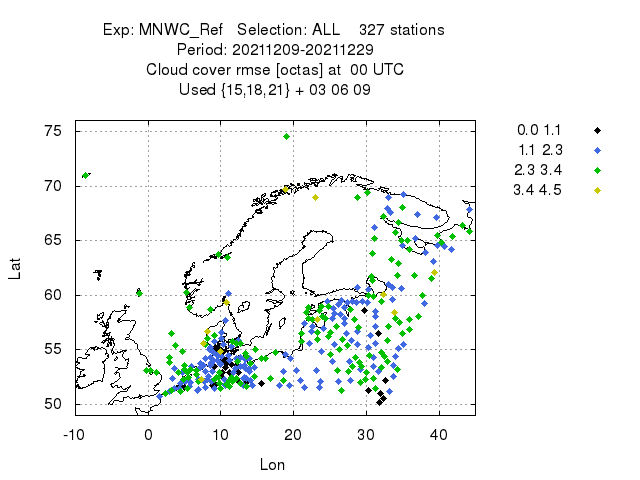 Exp: MNWC_Ref Selection: ALL 327 stations
Period: 20211209-20211229
Cloud cover rmse [octas] at 00 UTC
Used {15,18,21} + 03 06 09
0.0 1.1
1.1 2.3
2.3 3.4
3.4 4.5
75
70
65
60
55
50
Lat
-10 0 10 20 30 40
Lon